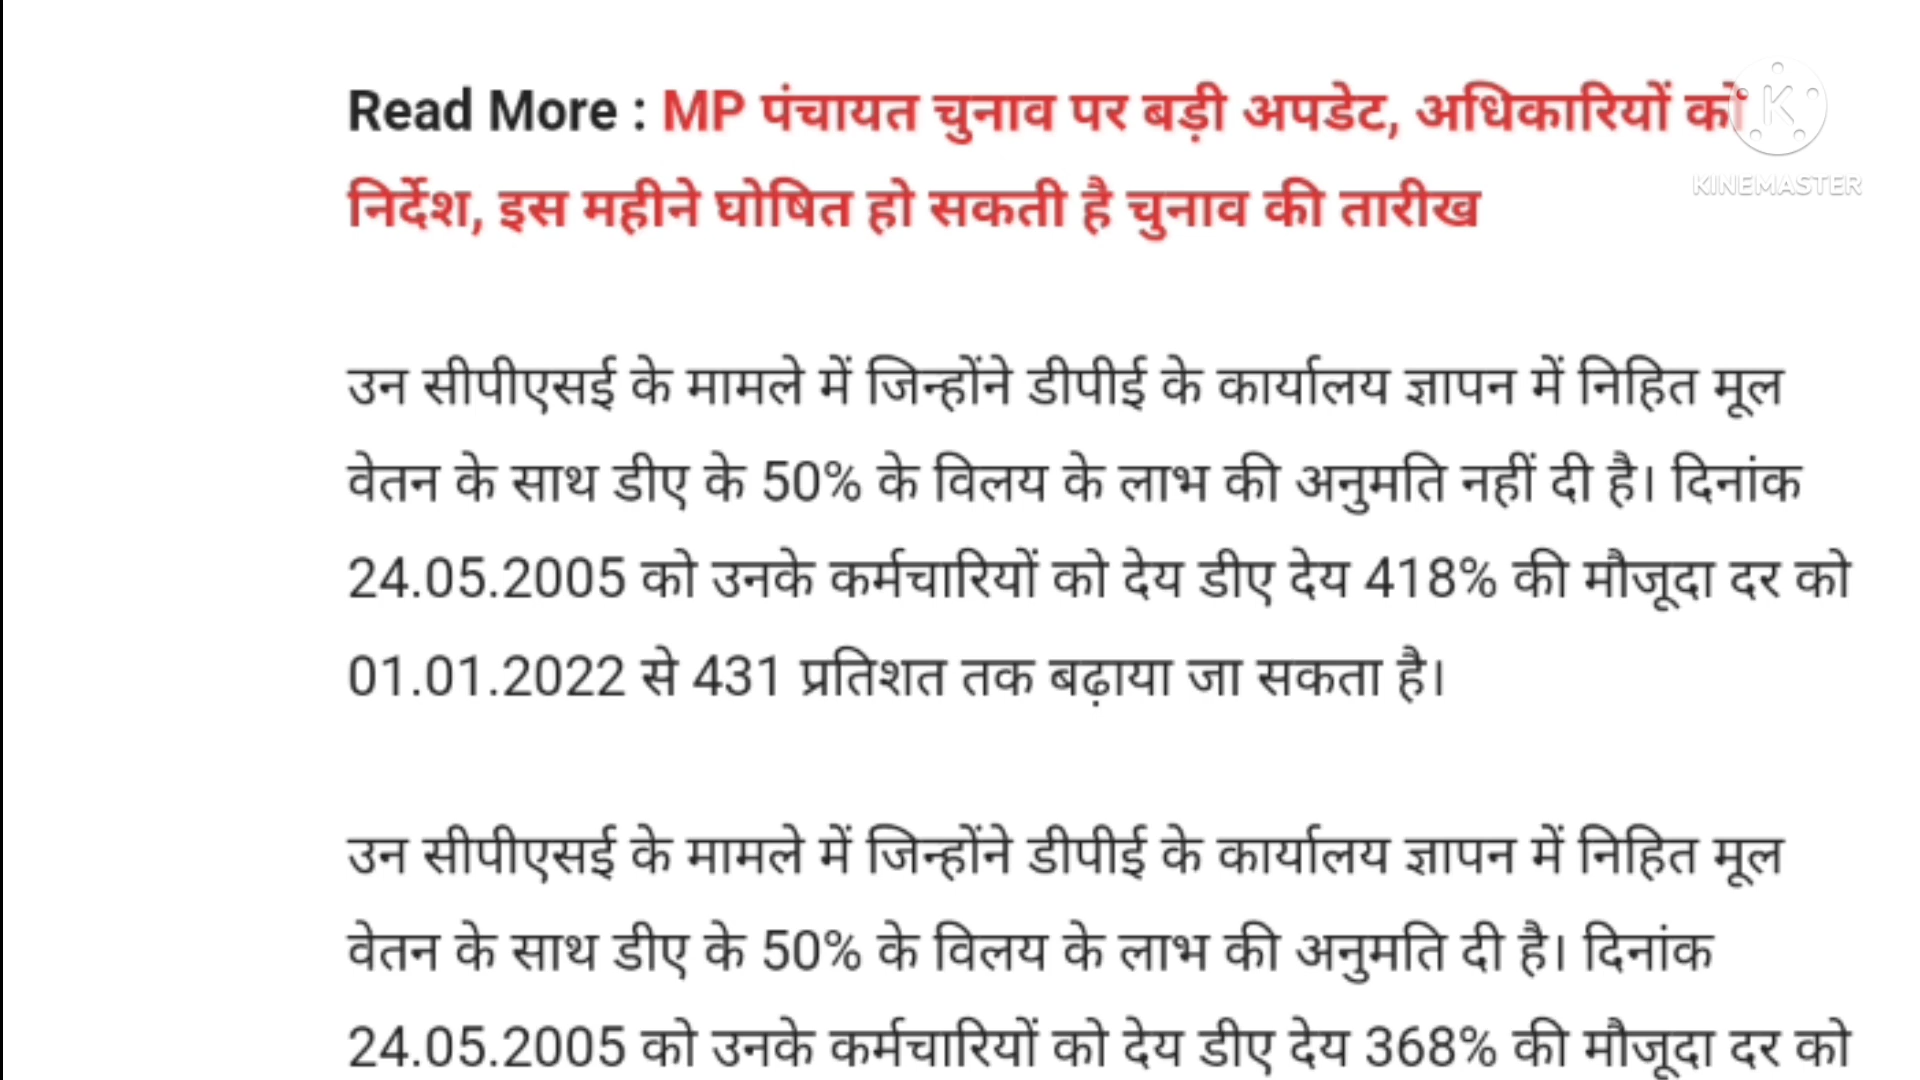 Read More : MP पंचायत चुनाव पर बड़ी अपडेट, अधिकारियों को
निर्देश, इस महीने घोषित हो सकती है चुनाव की तारीख
K
KINEMASTER
उन सीपीएसई के मामले में जिन्होंने डीपीई के कार्यालय ज्ञापन में निहित मूल
वेतन के साथ डीए के 50% के विलय के लाभ की अनुमति नहीं दी है। दिनांक
24.05.2005 को उनके कर्मचारियों को देय डीए देय 418% की मौजूदा दर को
01.01.2022 से 431 प्रतिशत तक बढ़ाया जा सकता है।
उन सीपीएसई के मामले में जिन्होंने डीपीई के कार्यालय ज्ञापन में निहित मूल
वेतन के साथ डीए के 50% के विलय के लाभ की अनुमति दी है। दिनांक
24.05.2005 को उनके कर्मचारियों को देय डीए देय 368% की मौजूदा दर को